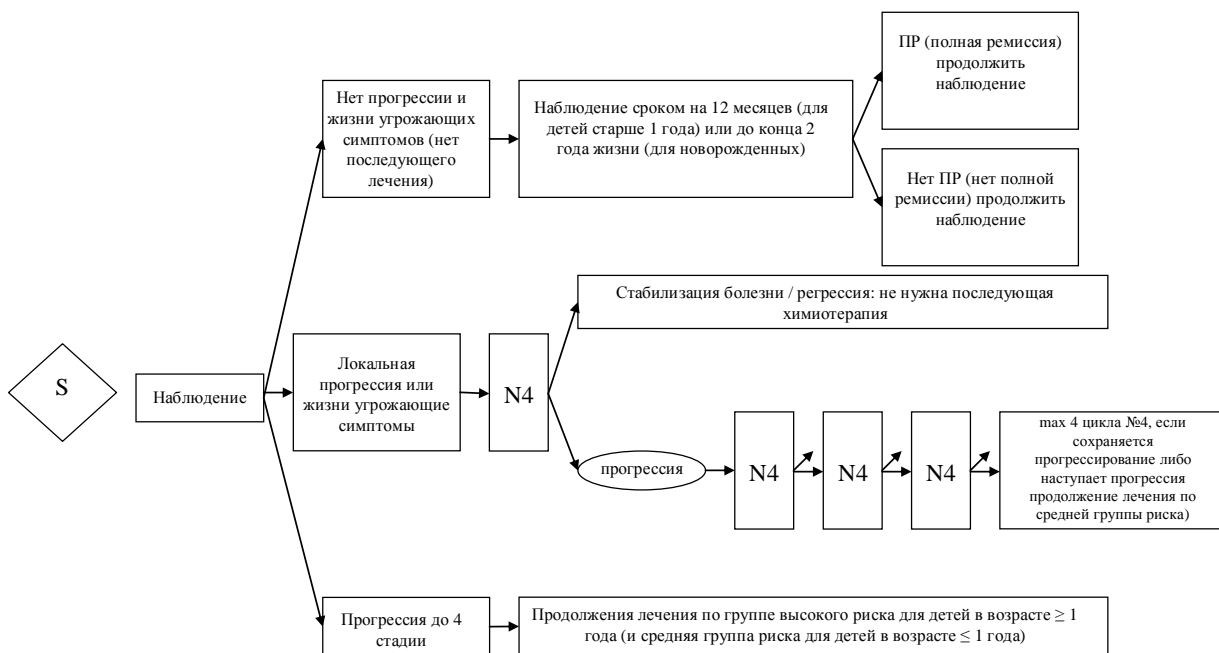 ПР (полная ремиссия)
продолжить
наблюдение
Нет прогрессии и
жизни угрожающих
симптомов (нет
последующего
лечения)
Наблюдение сроком на 12 месяцев (для
детей старше 1 года) или до конца 2
года жизни (для новорожденных)
Нет ПР (нет полной
ремиссии) продолжить
наблюдение
Стабилизация болезни / регрессия: не нужна последующая
химиотерапия
S
Наблюдение
Локальная
прогрессия или
жизни угрожающие
симптомы
N4
прогрессия
N4
N4
N4
max 4 цикла №4, если
сохраняется
прогрессирование либо
наступает прогрессия
продолжение лечения по
средней группы риска)
Прогрессия до 4
стадии
Продолжения лечения по группе высокого риска для детей в возрасте ≥ 1
года (и средняя группа риска для детей в возрасте ≤ 1 года)